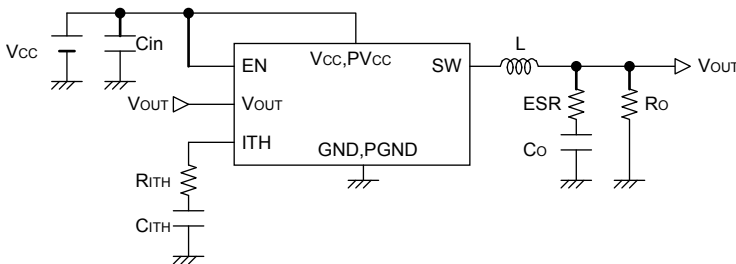 VCC
Cin
EN
VCC,PVCC
SW
L
VOUT
VOUT
VOUT
ESR
RO
ITH
GND,PGND
CO
RITH
CITH